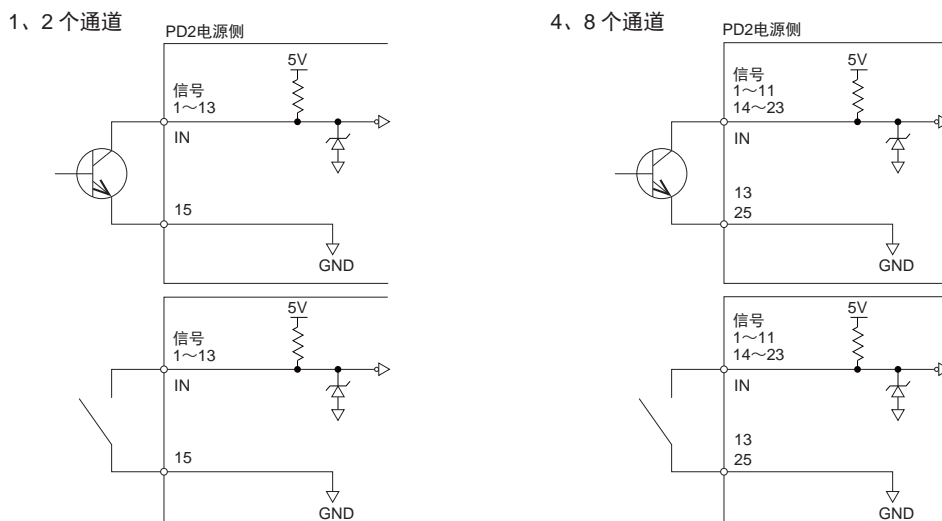 1、2 个通道
PD2电源侧
5V
信号
1～13
IN
15
GND
5V
信号
1～13
IN
15
GND
4、8 个通道
PD2电源侧
5V
信号
1～11
14～23
IN
13
25
GND
5V
信号
1～11
14～23
IN
13
25
GND